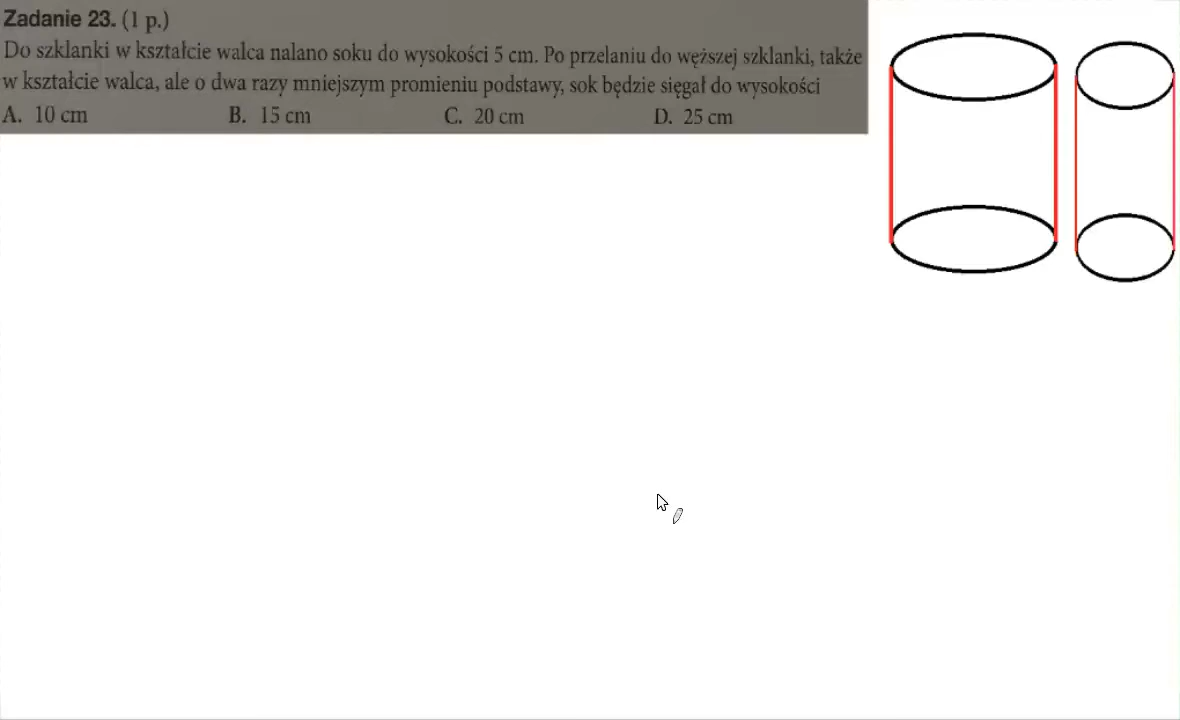 Zadanie 23. (1 p.)
Do szklanki w kształcie walca nalano soku do wysokości 5 cm. Po przelaniu do węższej szklanki, także
w kształcie walca, ale o dwa razy mniejszym promieniu podstawy, sok będzie sięgał do wysokości
A. 10 cm B. 15 cm C. 20 cm D. 25 cm